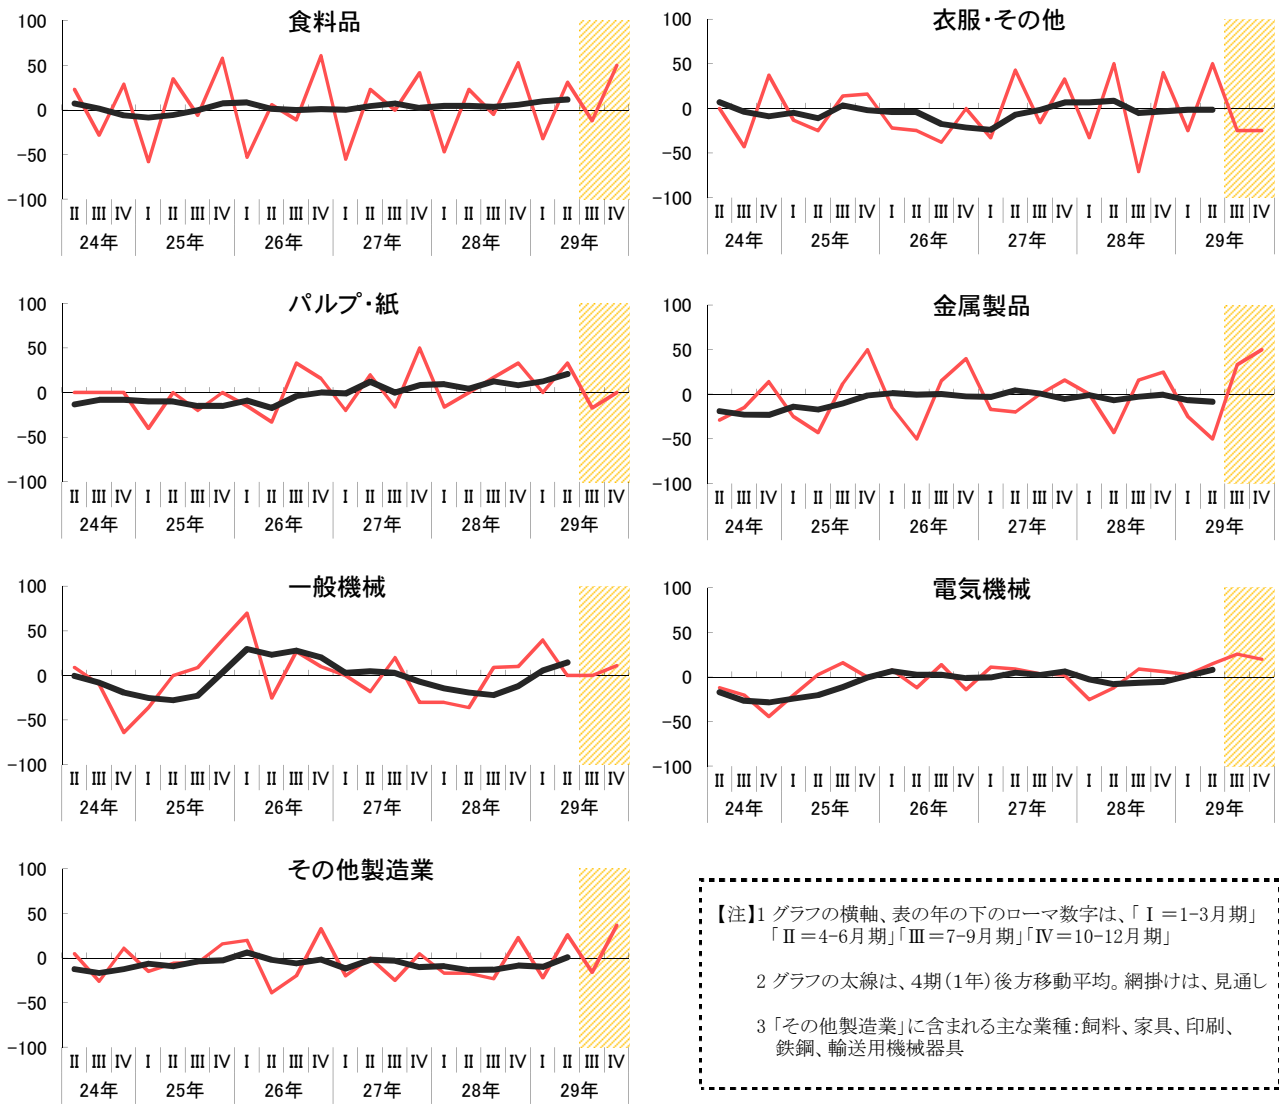 食料品
100
50
0
-50
-100
Ⅱ Ⅲ Ⅳ Ⅰ Ⅱ Ⅲ Ⅳ Ⅰ Ⅱ Ⅲ Ⅳ Ⅰ Ⅱ Ⅲ Ⅳ Ⅰ Ⅱ Ⅲ Ⅳ Ⅰ Ⅱ Ⅲ Ⅳ
24年 25年 26年 27年 28年 29年
衣服・その他
100
50
0
-50
-100
Ⅱ Ⅲ Ⅳ Ⅰ Ⅱ Ⅲ Ⅳ Ⅰ Ⅱ Ⅲ Ⅳ Ⅰ Ⅱ Ⅲ Ⅳ Ⅰ Ⅱ Ⅲ Ⅳ Ⅰ Ⅱ Ⅲ Ⅳ
24年 25年 26年 27年 28年 29年
パルプ・紙
100
50
0
-50
-100
Ⅱ Ⅲ Ⅳ Ⅰ Ⅱ Ⅲ Ⅳ Ⅰ Ⅱ Ⅲ Ⅳ Ⅰ Ⅱ Ⅲ Ⅳ Ⅰ Ⅱ Ⅲ Ⅳ Ⅰ Ⅱ Ⅲ Ⅳ
24年 25年 26年 27年 28年 29年
金属製品
100
50
0
-50
-100
Ⅱ Ⅲ Ⅳ Ⅰ Ⅱ Ⅲ Ⅳ Ⅰ Ⅱ Ⅲ Ⅳ Ⅰ Ⅱ Ⅲ Ⅳ Ⅰ Ⅱ Ⅲ Ⅳ Ⅰ Ⅱ Ⅲ Ⅳ
24年 25年 26年 27年 28年 29年
一般機械
100
50
0
-50
-100
Ⅱ Ⅲ Ⅳ Ⅰ Ⅱ Ⅲ Ⅳ Ⅰ Ⅱ Ⅲ Ⅳ Ⅰ Ⅱ Ⅲ Ⅳ Ⅰ Ⅱ Ⅲ Ⅳ Ⅰ Ⅱ Ⅲ Ⅳ
24年 25年 26年 27年 28年 29年
電気機械
100
50
0
-50
-100
Ⅱ Ⅲ Ⅳ Ⅰ Ⅱ Ⅲ Ⅳ Ⅰ Ⅱ Ⅲ Ⅳ Ⅰ Ⅱ Ⅲ Ⅳ Ⅰ Ⅱ Ⅲ Ⅳ Ⅰ Ⅱ Ⅲ Ⅳ
24年 25年 26年 27年 28年 29年
その他製造業
100
50
0
-50
-100
Ⅱ Ⅲ Ⅳ Ⅰ Ⅱ Ⅲ Ⅳ Ⅰ Ⅱ Ⅲ Ⅳ Ⅰ Ⅱ Ⅲ Ⅳ Ⅰ Ⅱ Ⅲ Ⅳ Ⅰ Ⅱ Ⅲ Ⅳ
24年 25年 26年 27年 28年 29年
【注】1 グラフの横軸、表の年の下のローマ数字は、「Ⅰ=1-3月期」
「Ⅱ=4-6月期」「Ⅲ=7-9月期」「Ⅳ=10-12月期」
2 グラフの太線は、4期(1年)後方移動平均。網掛けは、見通し
3 「その他製造業」に含まれる主な業種:飼料、家具、印刷、
鉄鋼、輸送用機械器具